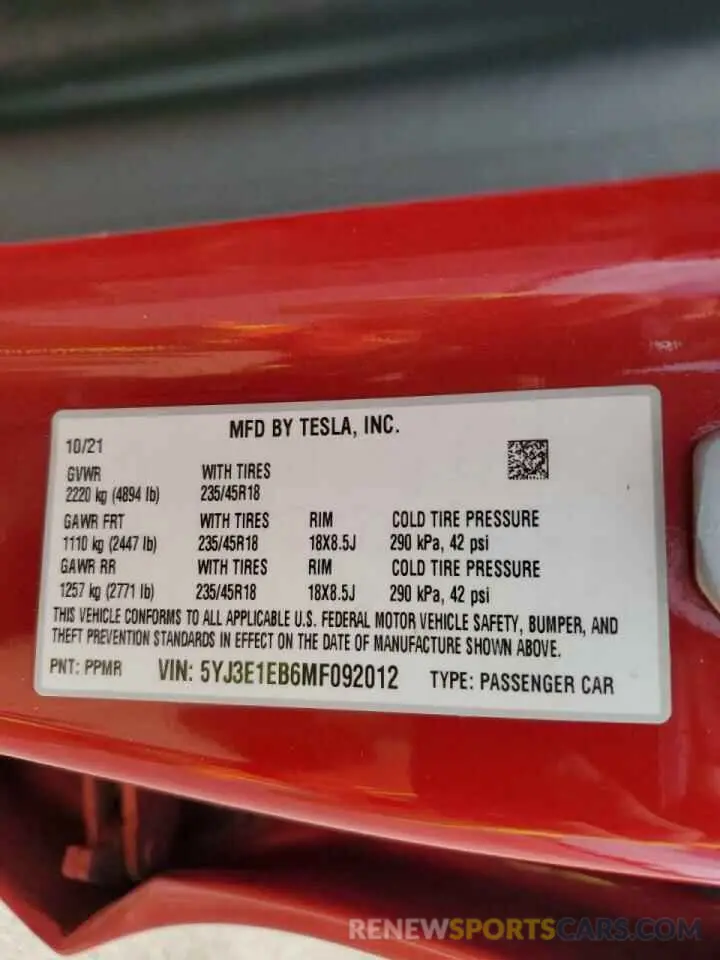 MFD BY TESLA, INC.
10/21
GVWR WITH TIRES
2220 kg (4894 lb) 235/45R18
GAWR FRT WITH TIRES RIM COLD TIRE PRESSURE
1110 kg (2447 lb) 235/45R18 18X8.5J 290 kPa, 42 psi
GAWR RR WITH TIRES RIM COLD TIRE PRESSURE
1257 kg (2771 lb) 235/45R18 18X8.5J 290 kPa, 42 psi
THIS VEHICLE CONFORMS TO ALL APPLICABLE U.S. FEDERAL MOTOR VEHICLE SAFETY, BUMPER, AND
THEFT PREVENTION STANDARDS IN EFFECT ON THE DATE OF MANUFACTURE SHOWN ABOVE.
PNT: PPMR VIN: 5YJ3E1EB6MF092012 TYPE: PASSENGER CAR
RENEWSPORTSCARS.COM